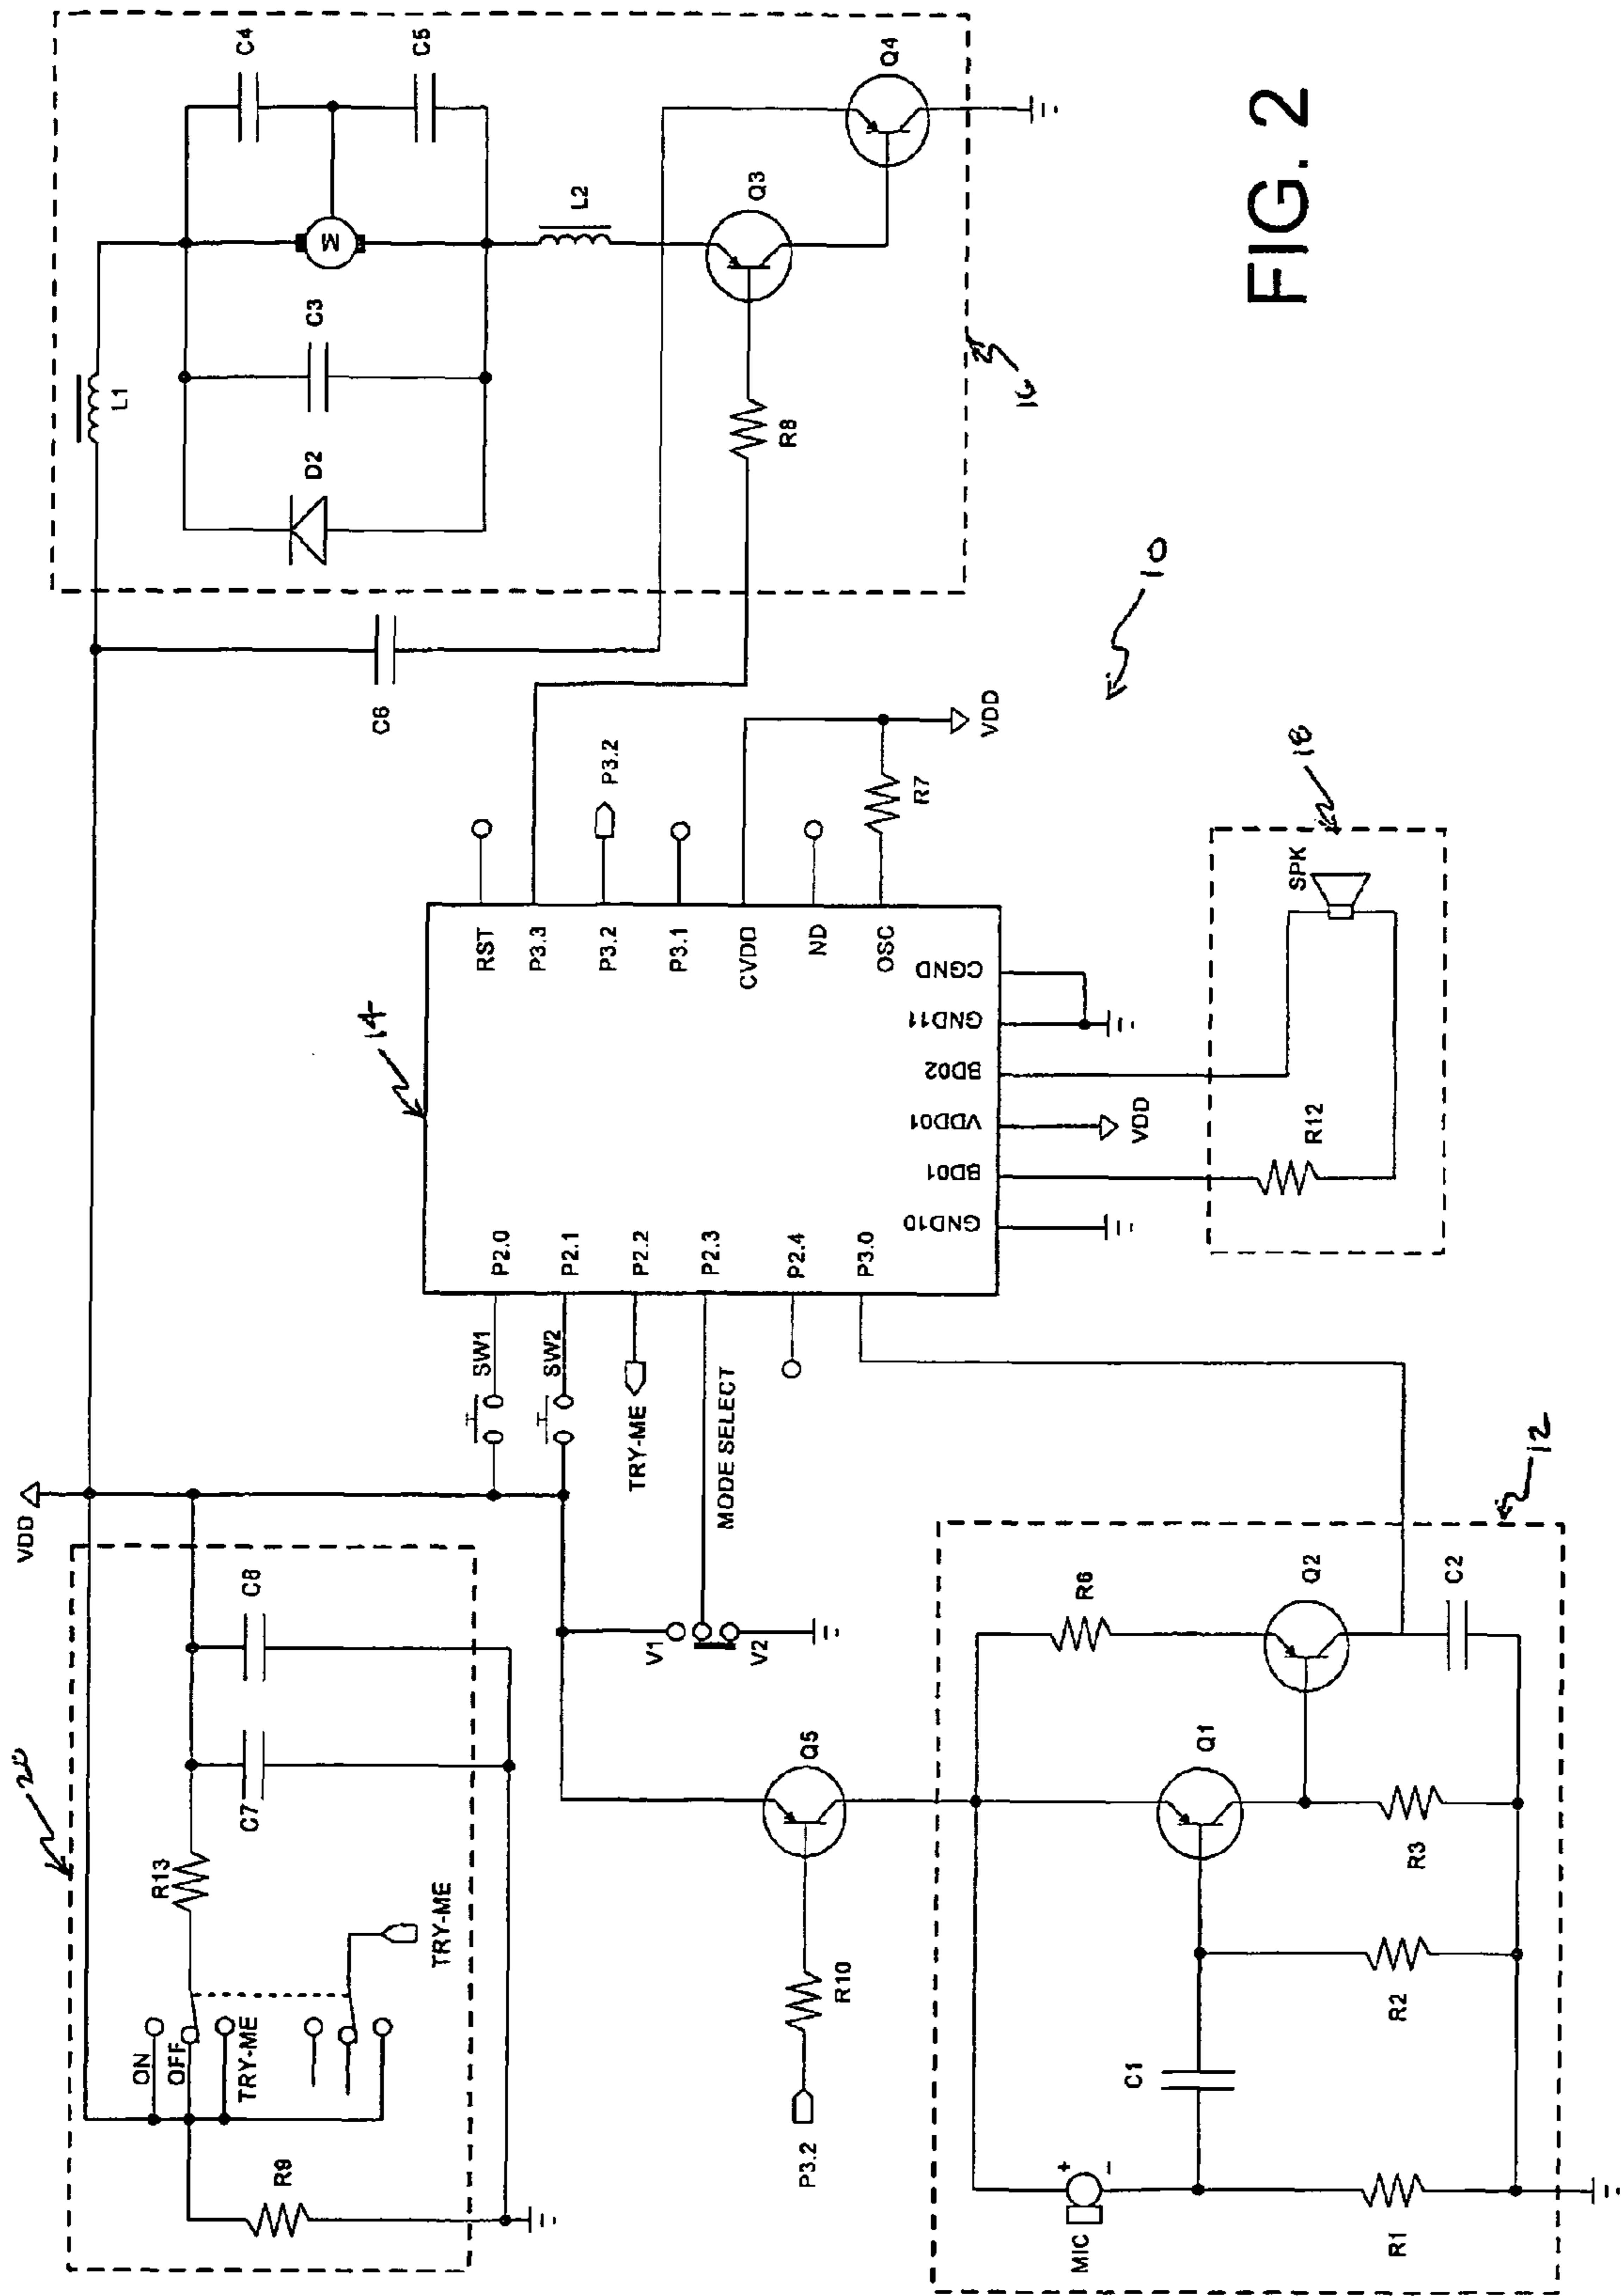 VDD
20
ON
OFF
TRY-ME
R13
C7
C8
R9
TRY-ME
L1
C4
C5
M
C3
D2
L2
Q3
Q4
R8
16
C6
14
SW1
SW2
TRY-ME
MODE SELECT
V1
V2
P2.0
P2.1
P2.2
P2.3
P2.4
P3.0
RST
P3.3
P3.2
P3.1
CVDD
ND
OSC
P3.2
R7
VDD
GND10
BD01
VDD01
BD02
GND11
CGND
VDD
10
18
SPK
R12
Q5
R10
P3.2
12
MIC
+
-
C1
R1
R2
R3
Q1
R6
Q2
C2
FIG. 2